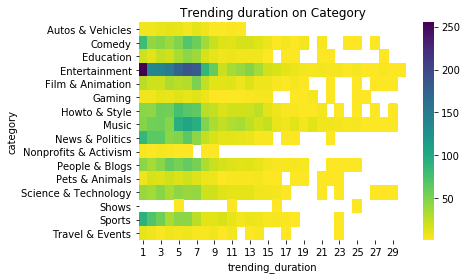 Trending duration on Category
category
Autos & Vehicles
Comedy
Education
Entertainment
Film & Animation
Gaming
Howto & Style
Music
News & Politics
Nonprofits & Activism
People & Blogs
Pets & Animals
Science & Technology
Shows
Sports
Travel & Events
1 3 5 7 9 11 13 15 17 19 21 23 25 27 29
trending_duration
250
200
150
100
50